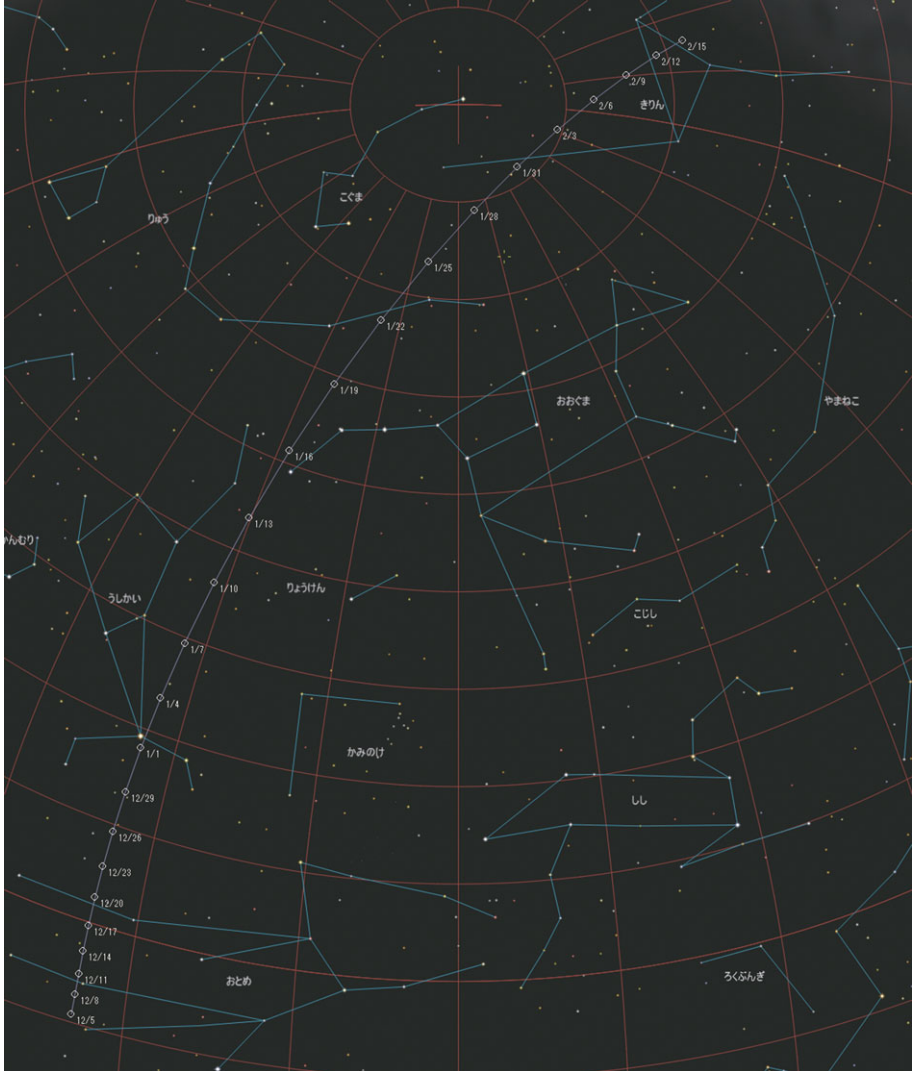 2/15
2/12
2/9
2/6
きりん
2/3
1/31
こぐま
1/28
りゅう
1/25
1/22
1/19
おおぐま
やまねこ
1/16
1/13
かんむり
1/10
りょうけん
うしかい
こじし
1/7
1/4
1/1
かみのけ
12/29
しし
12/26
12/23
12/20
12/17
12/14
12/11
おとめ
ろくぶんぎ
12/8
12/5